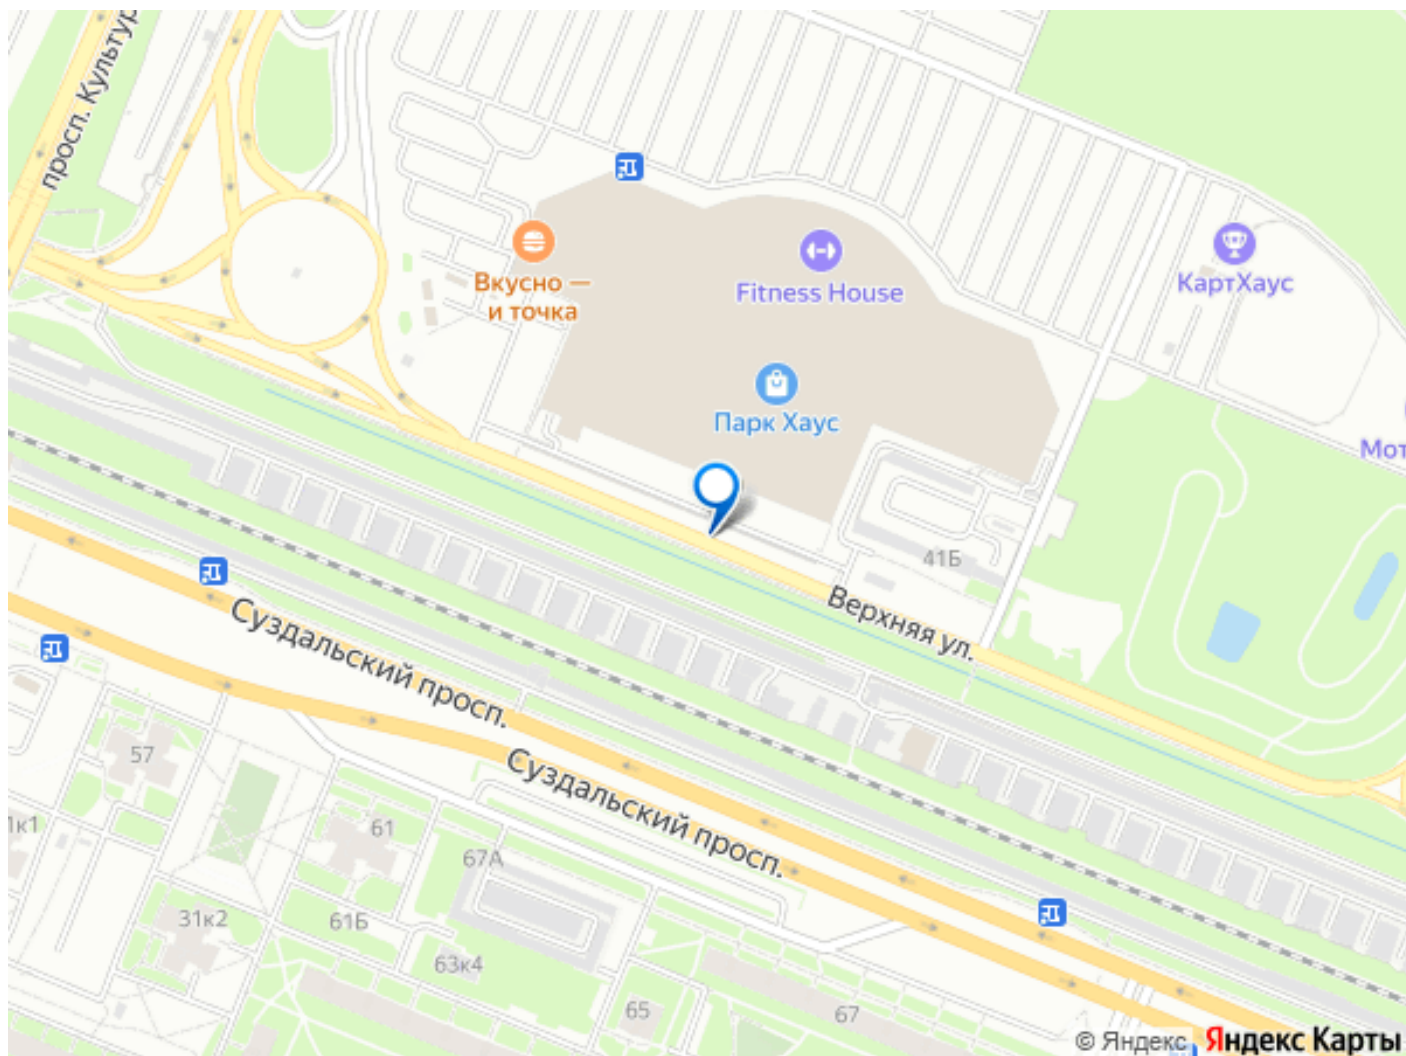 просп. Культур
Вкусно —
и точка
Fitness House
КартХаус
Парк Хаус
Мот
41Б
Верхняя ул.
Суздальский просп.
Суздальский просп.
57
1к1
61
67А
31к2
61Б
63к4
65
67
© Яндекс Яндекс Карты